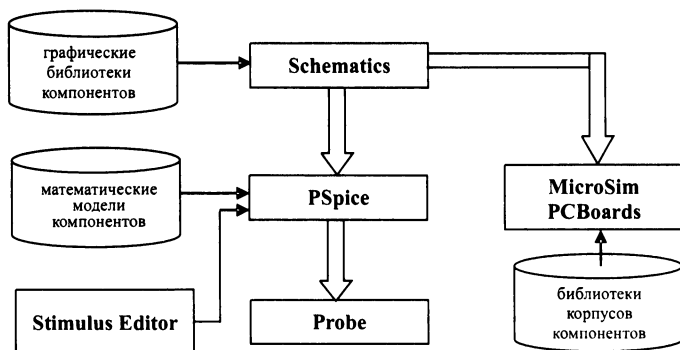 графические
библиотеки
компонентов
Schematics
математические
модели
компонентов
PSpice
MicroSim
PCBoards
Stimulus Editor
Probe
библиотеки
корпусов
компонентов